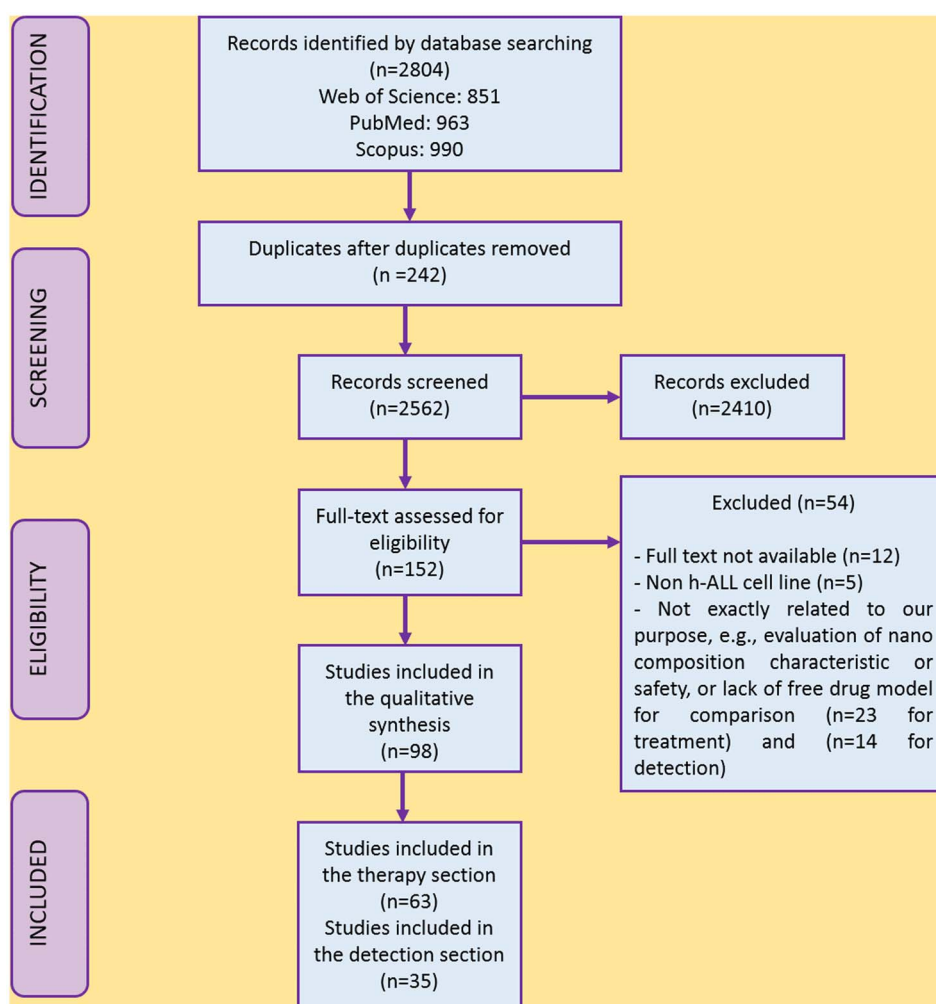 IDENTIFICATION
Records identified by database searching
(n=2804)
Web of Science: 851
PubMed: 963
Scopus: 990
SCREENING
Duplicates after duplicates removed
(n =242)
Records screened
(n=2562)
Records excluded
(n=2410)
ELIGIBILITY
Full-text assessed for
eligibility
(n=152)
Excluded (n=54)
- Full text not available (n=12)
- Non h-ALL cell line (n=5)
- Not exactly related to our
purpose, e.g., evaluation of nano
composition characteristic or
safety, or lack of free drug model
for comparison (n=23 for
treatment) and (n=14 for
detection)
Studies included in
the qualitative
synthesis
(n=98)
INCLUDED
Studies included in
the therapy section
(n=63)
Studies included in
the detection section
(n=35)